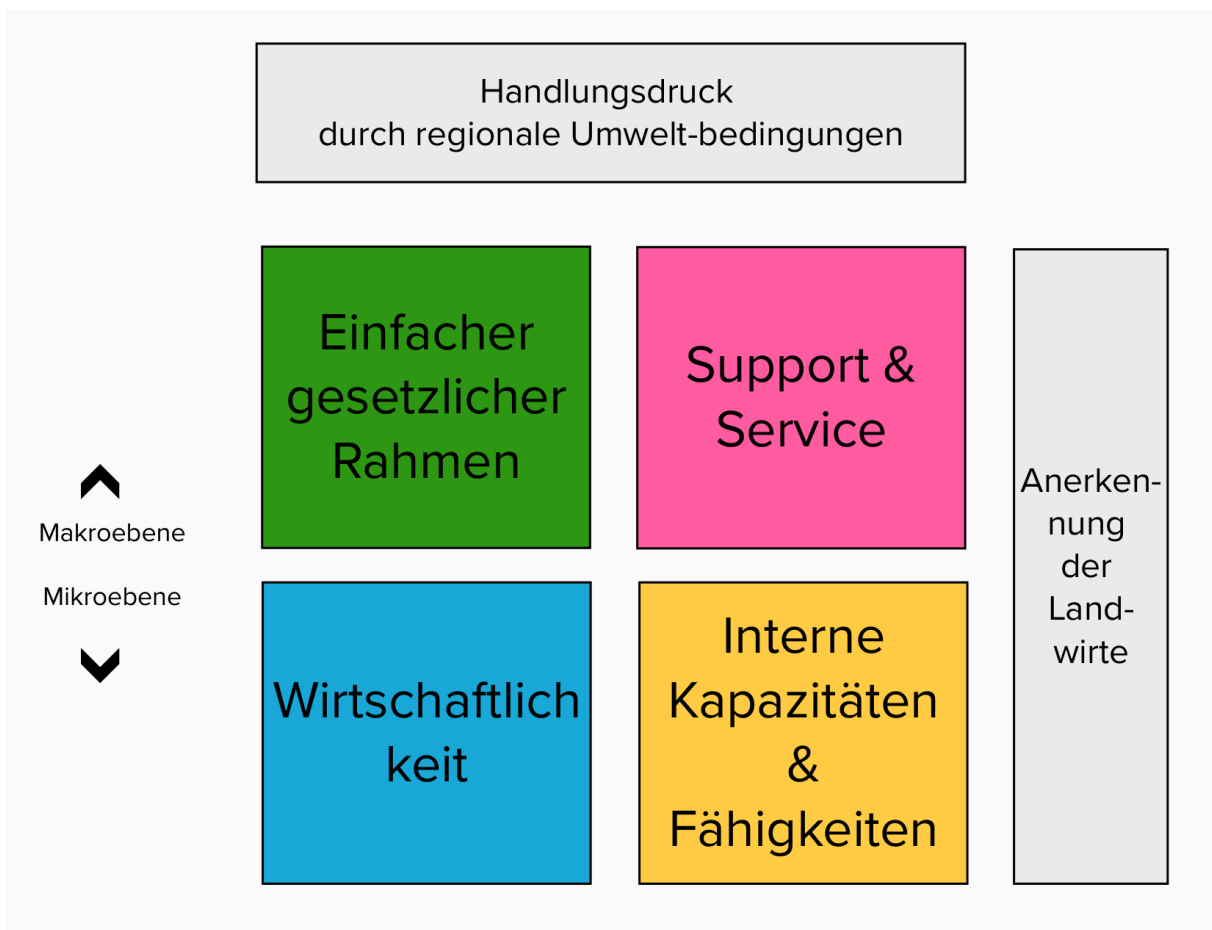 Handlungsdruck
durch regionale Umwelt-bedingungen
Einfacher
gesetzlicher
Rahmen
Support &
Service
Makroebene
Mikroebene
Wirtschaftlich
keit
Interne
Kapazitäten
&
Fähigkeiten
Anerken-
nung
der
Land-
wirte